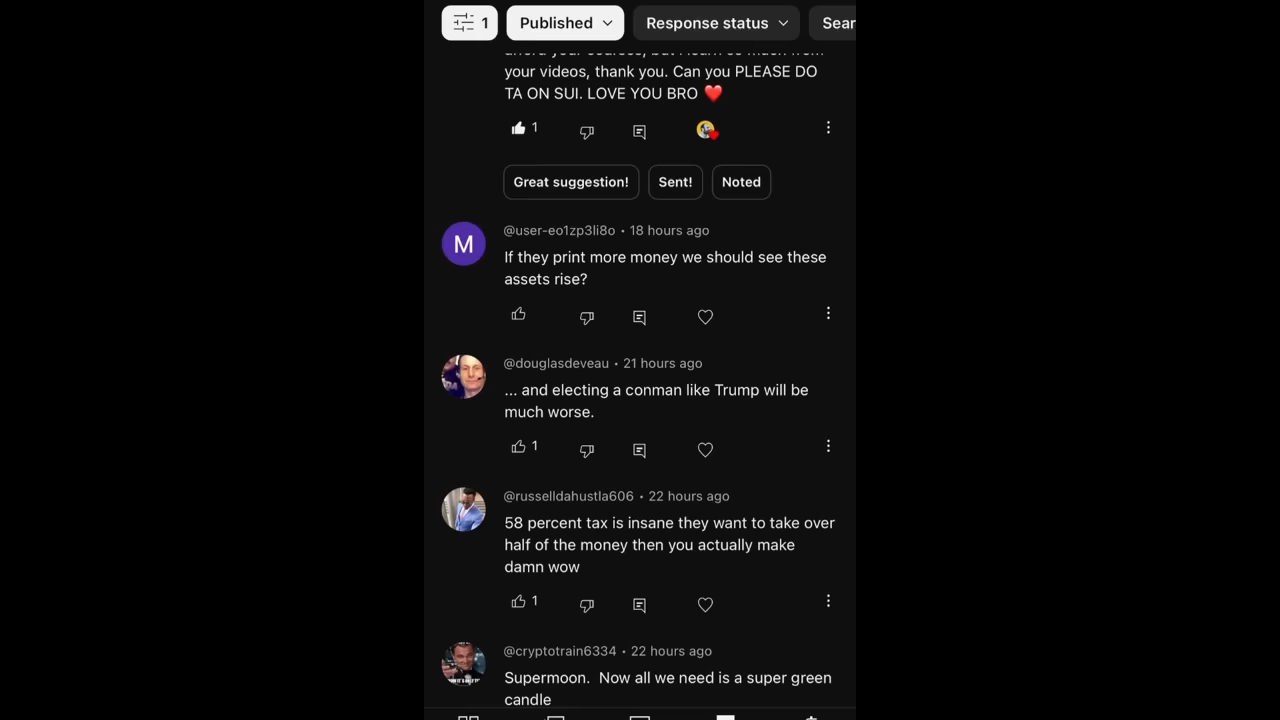 1 Published Response status Sear
afford your courses, but I learn so much from
your videos, thank you. Can you PLEASE DO
TA ON SUI. LOVE YOU BRO ❤️
1
Great suggestion! Sent! Noted
M
@user-eo1zp3li8o • 18 hours ago
If they print more money we should see these
assets rise?
@douglasdeveau • 21 hours ago
... and electing a conman like Trump will be
much worse.
1
@russelldahustla606 • 22 hours ago
58 percent tax is insane they want to take over
half of the money then you actually make
damn wow
1
@cryptotrain6334 • 22 hours ago
Supermoon. Now all we need is a super green
candle